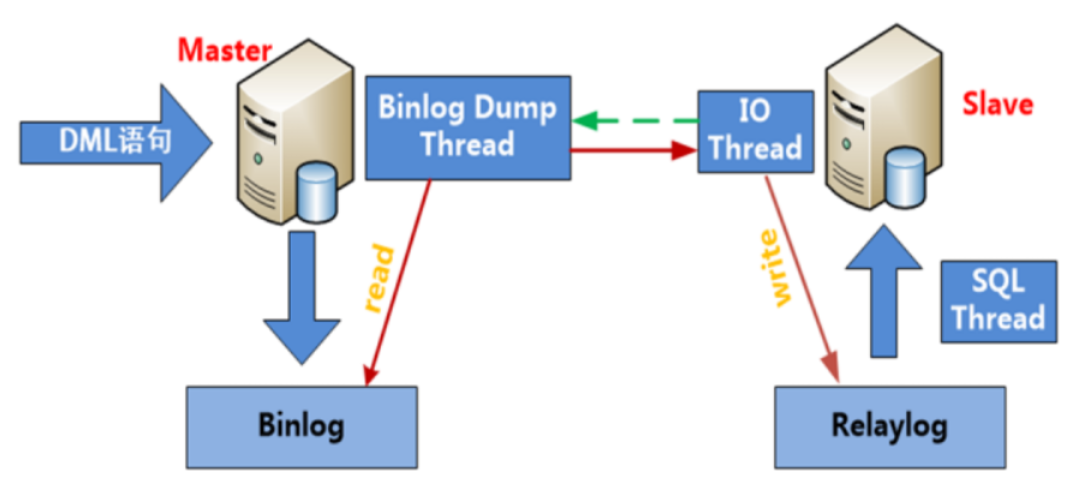 Master
DML语句
Binlog Dump
Thread
IO
Thread
Slave
read
write
SQL
Thread
Binlog
Relaylog